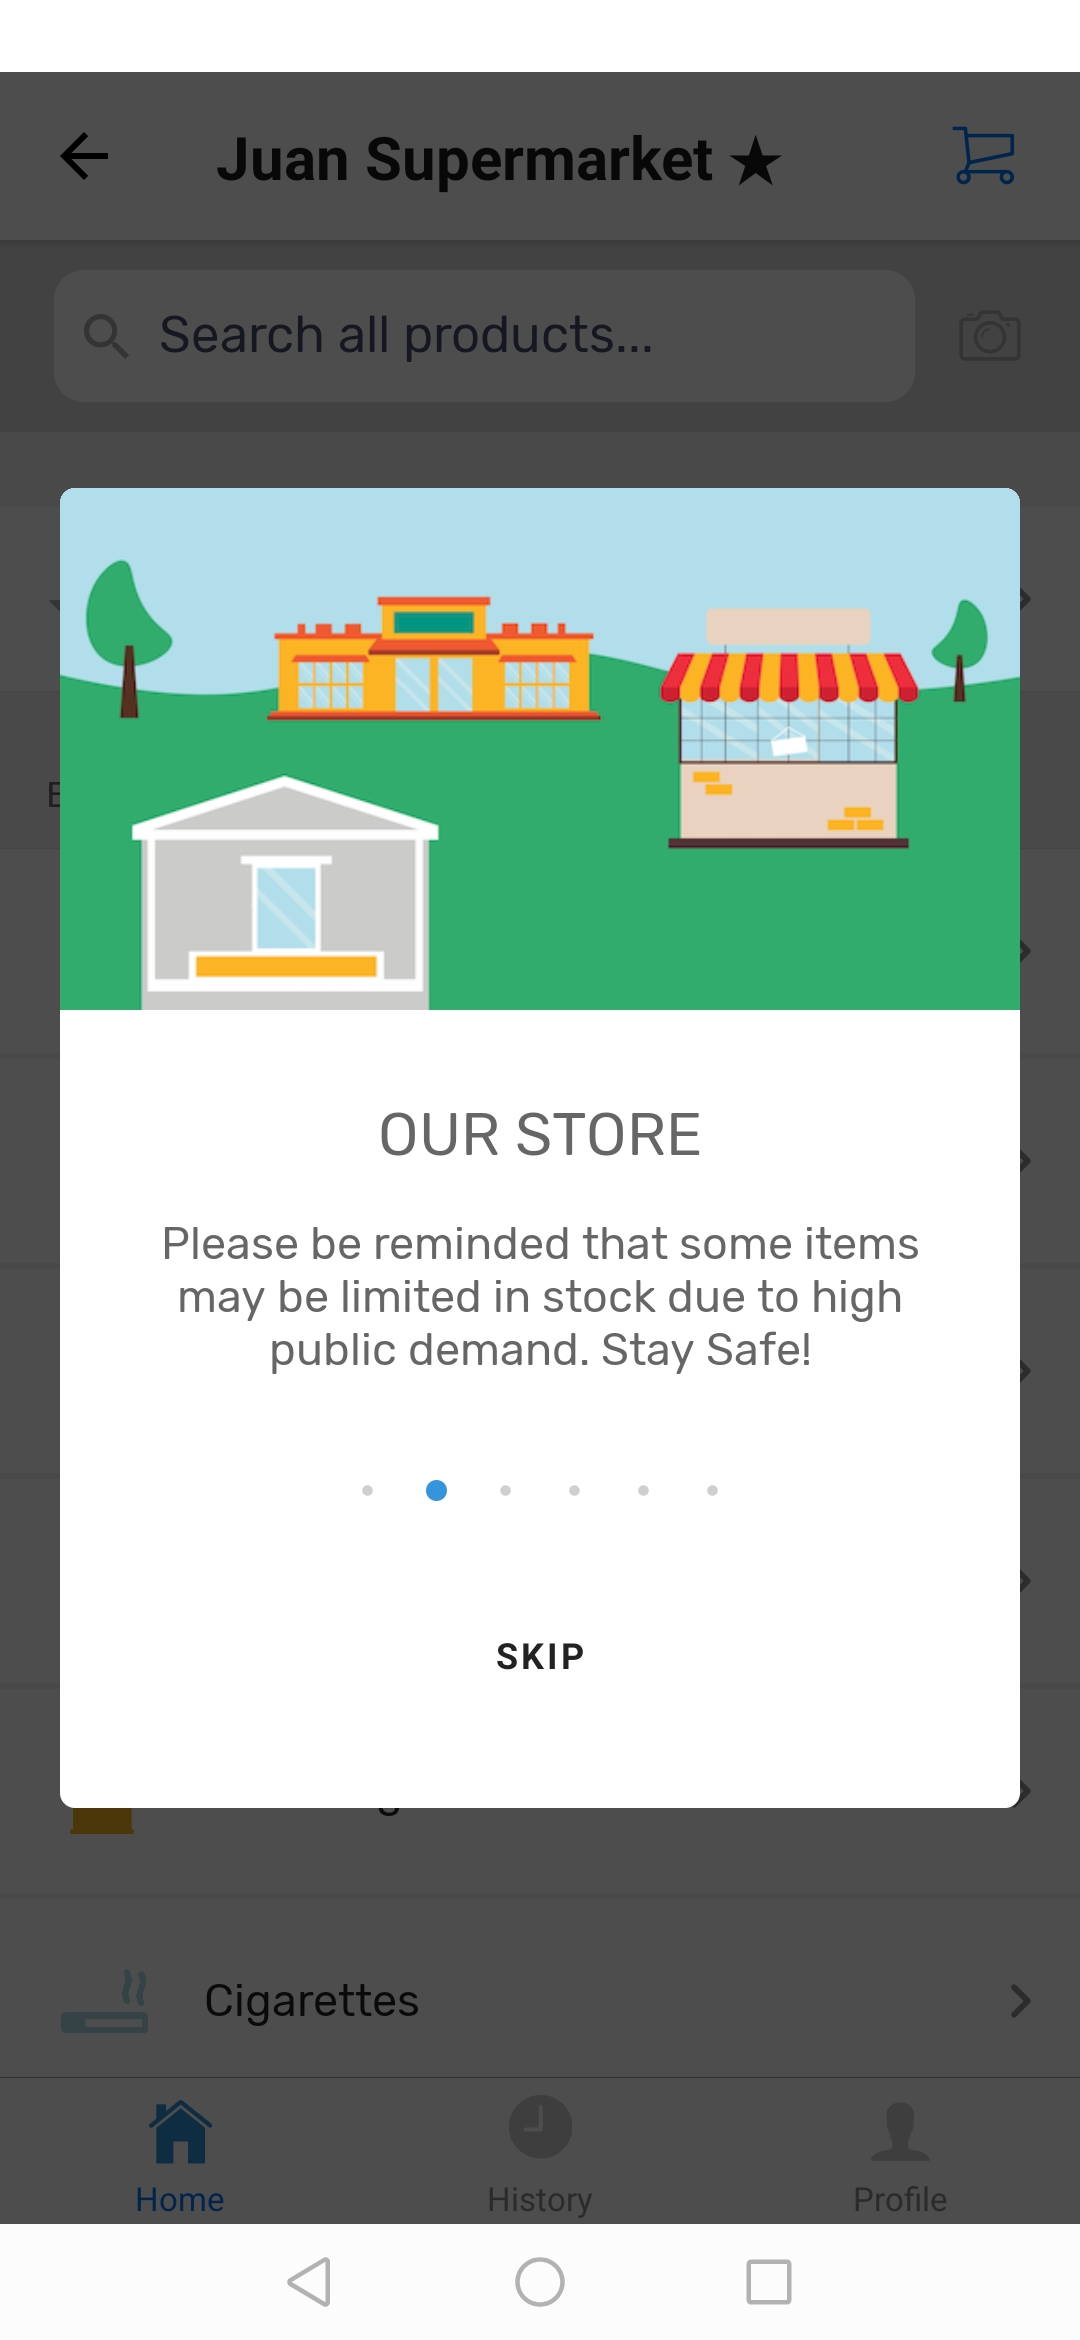 Juan Supermarket ★
Search all products...
OUR STORE
Please be reminded that some items
may be limited in stock due to high
public demand. Stay Safe!
SKIP
Cigarettes
Home
History
Profile